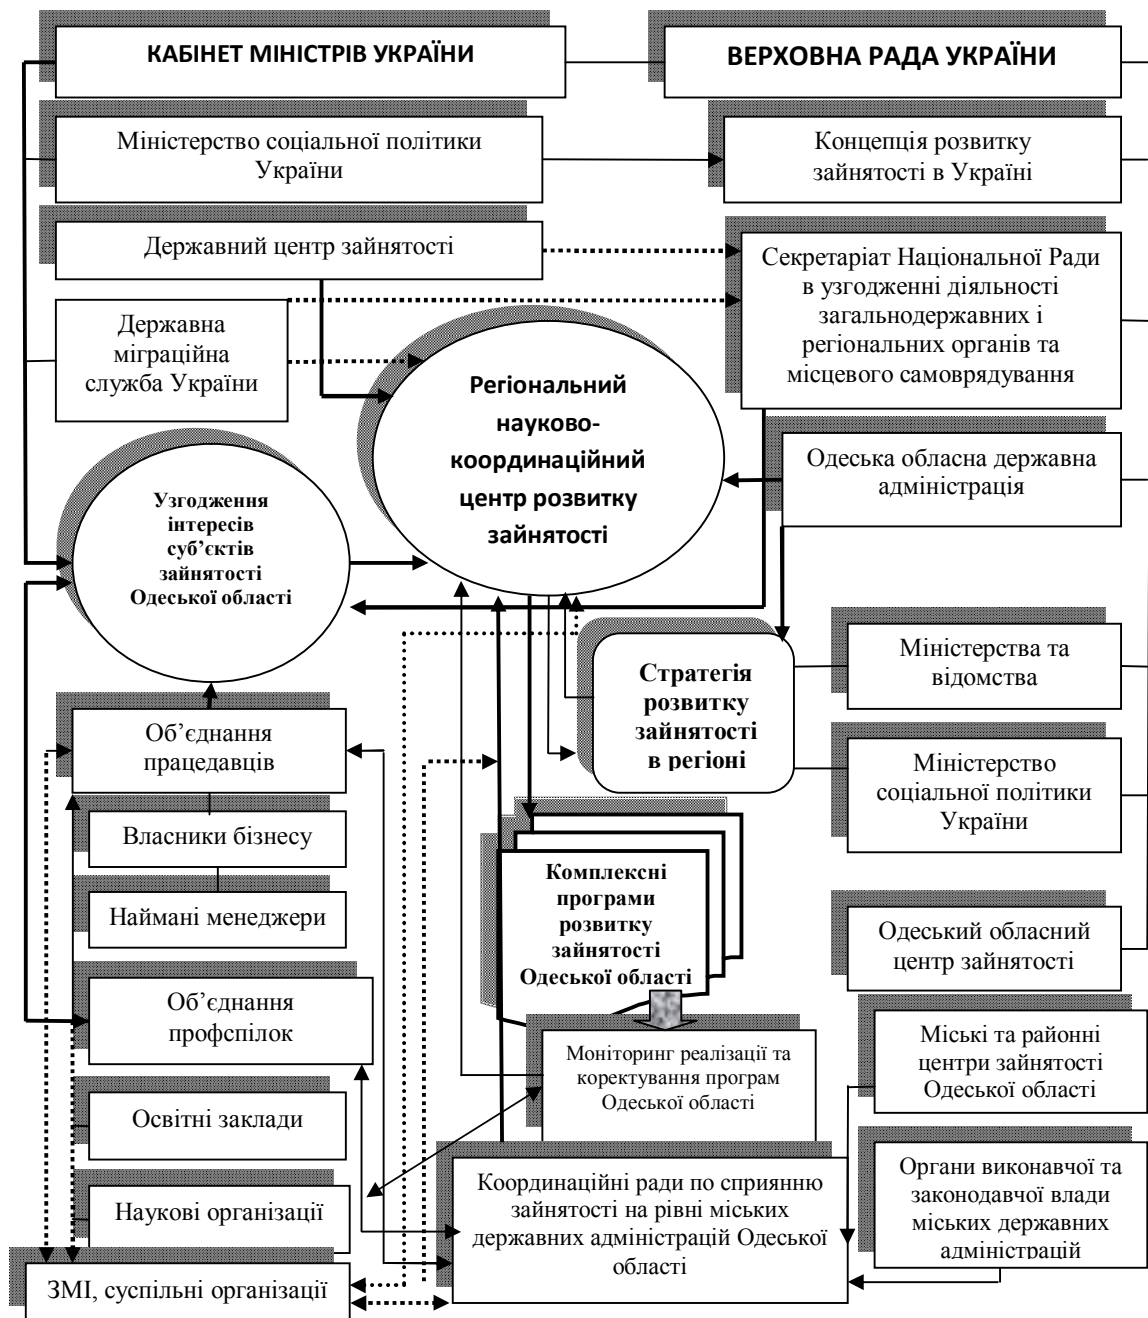 КАБІНЕТ МІНІСТРІВ УКРАЇНИ
ВЕРХОВНА РАДА УКРАЇНИ
Міністерство соціальної політики
України
Концепція розвитку
зайнятості в Україні
Державний центр зайнятості
Секретаріат Національної Ради
в узгодженні діяльності
загальнодержавних і
регіональних органів та
місцевого самоврядування
Державна
міграційна
служба України
Регіональний
науково-
координаційний
центр розвитку
зайнятості
Одеська обласна державна
адміністрація
Узгодження
інтересів
суб’єктів
зайнятості
Одеської області
Стратегія
розвитку
зайнятості
в регіоні
Міністерства та
відомства
Об’єднання
працедавців
Міністерство
соціальної політики
України
Власники бізнесу
Наймані менеджери
Комплексні
програми
розвитку
зайнятості
Одеської області
Одеський обласний
центр зайнятості
Об’єднання
профспілок
Моніторинг реалізації та
коректування програм
Одеської області
Міські та районні
центри зайнятості
Одеської області
Освітні заклади
Наукові організації
Координаційні ради по сприянню
зайнятості на рівні міських
державних адміністрацій Одеської
області
Органи виконавчої та
законодавчої влади
міських державних
адміністрацій
ЗМІ, суспільні організації